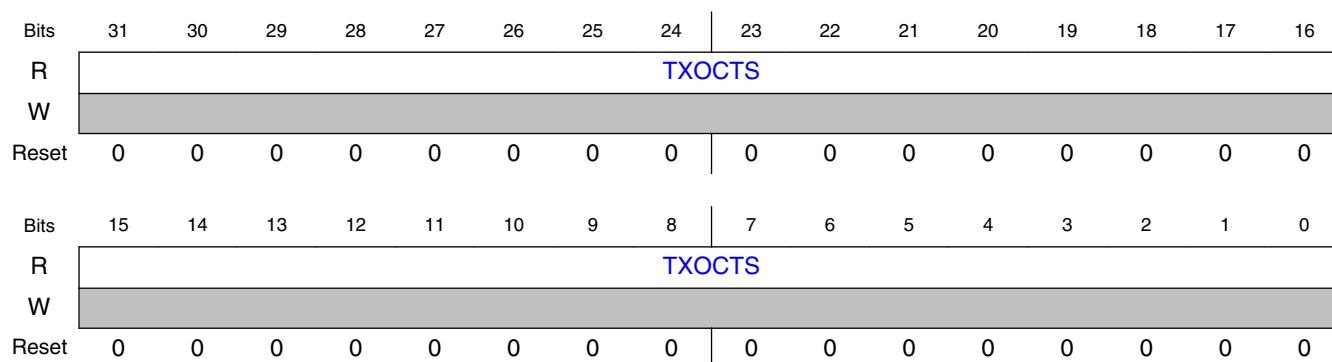 Bits 31 30 29 28 27 26 25 24 23 22 21 20 19 18 17 16
R TXOCTS
W
Reset 0 0 0 0 0 0 0 0 0 0 0 0 0 0 0 0
Bits 15 14 13 12 11 10 9 8 7 6 5 4 3 2 1 0
R TXOCTS
W
Reset 0 0 0 0 0 0 0 0 0 0 0 0 0 0 0 0